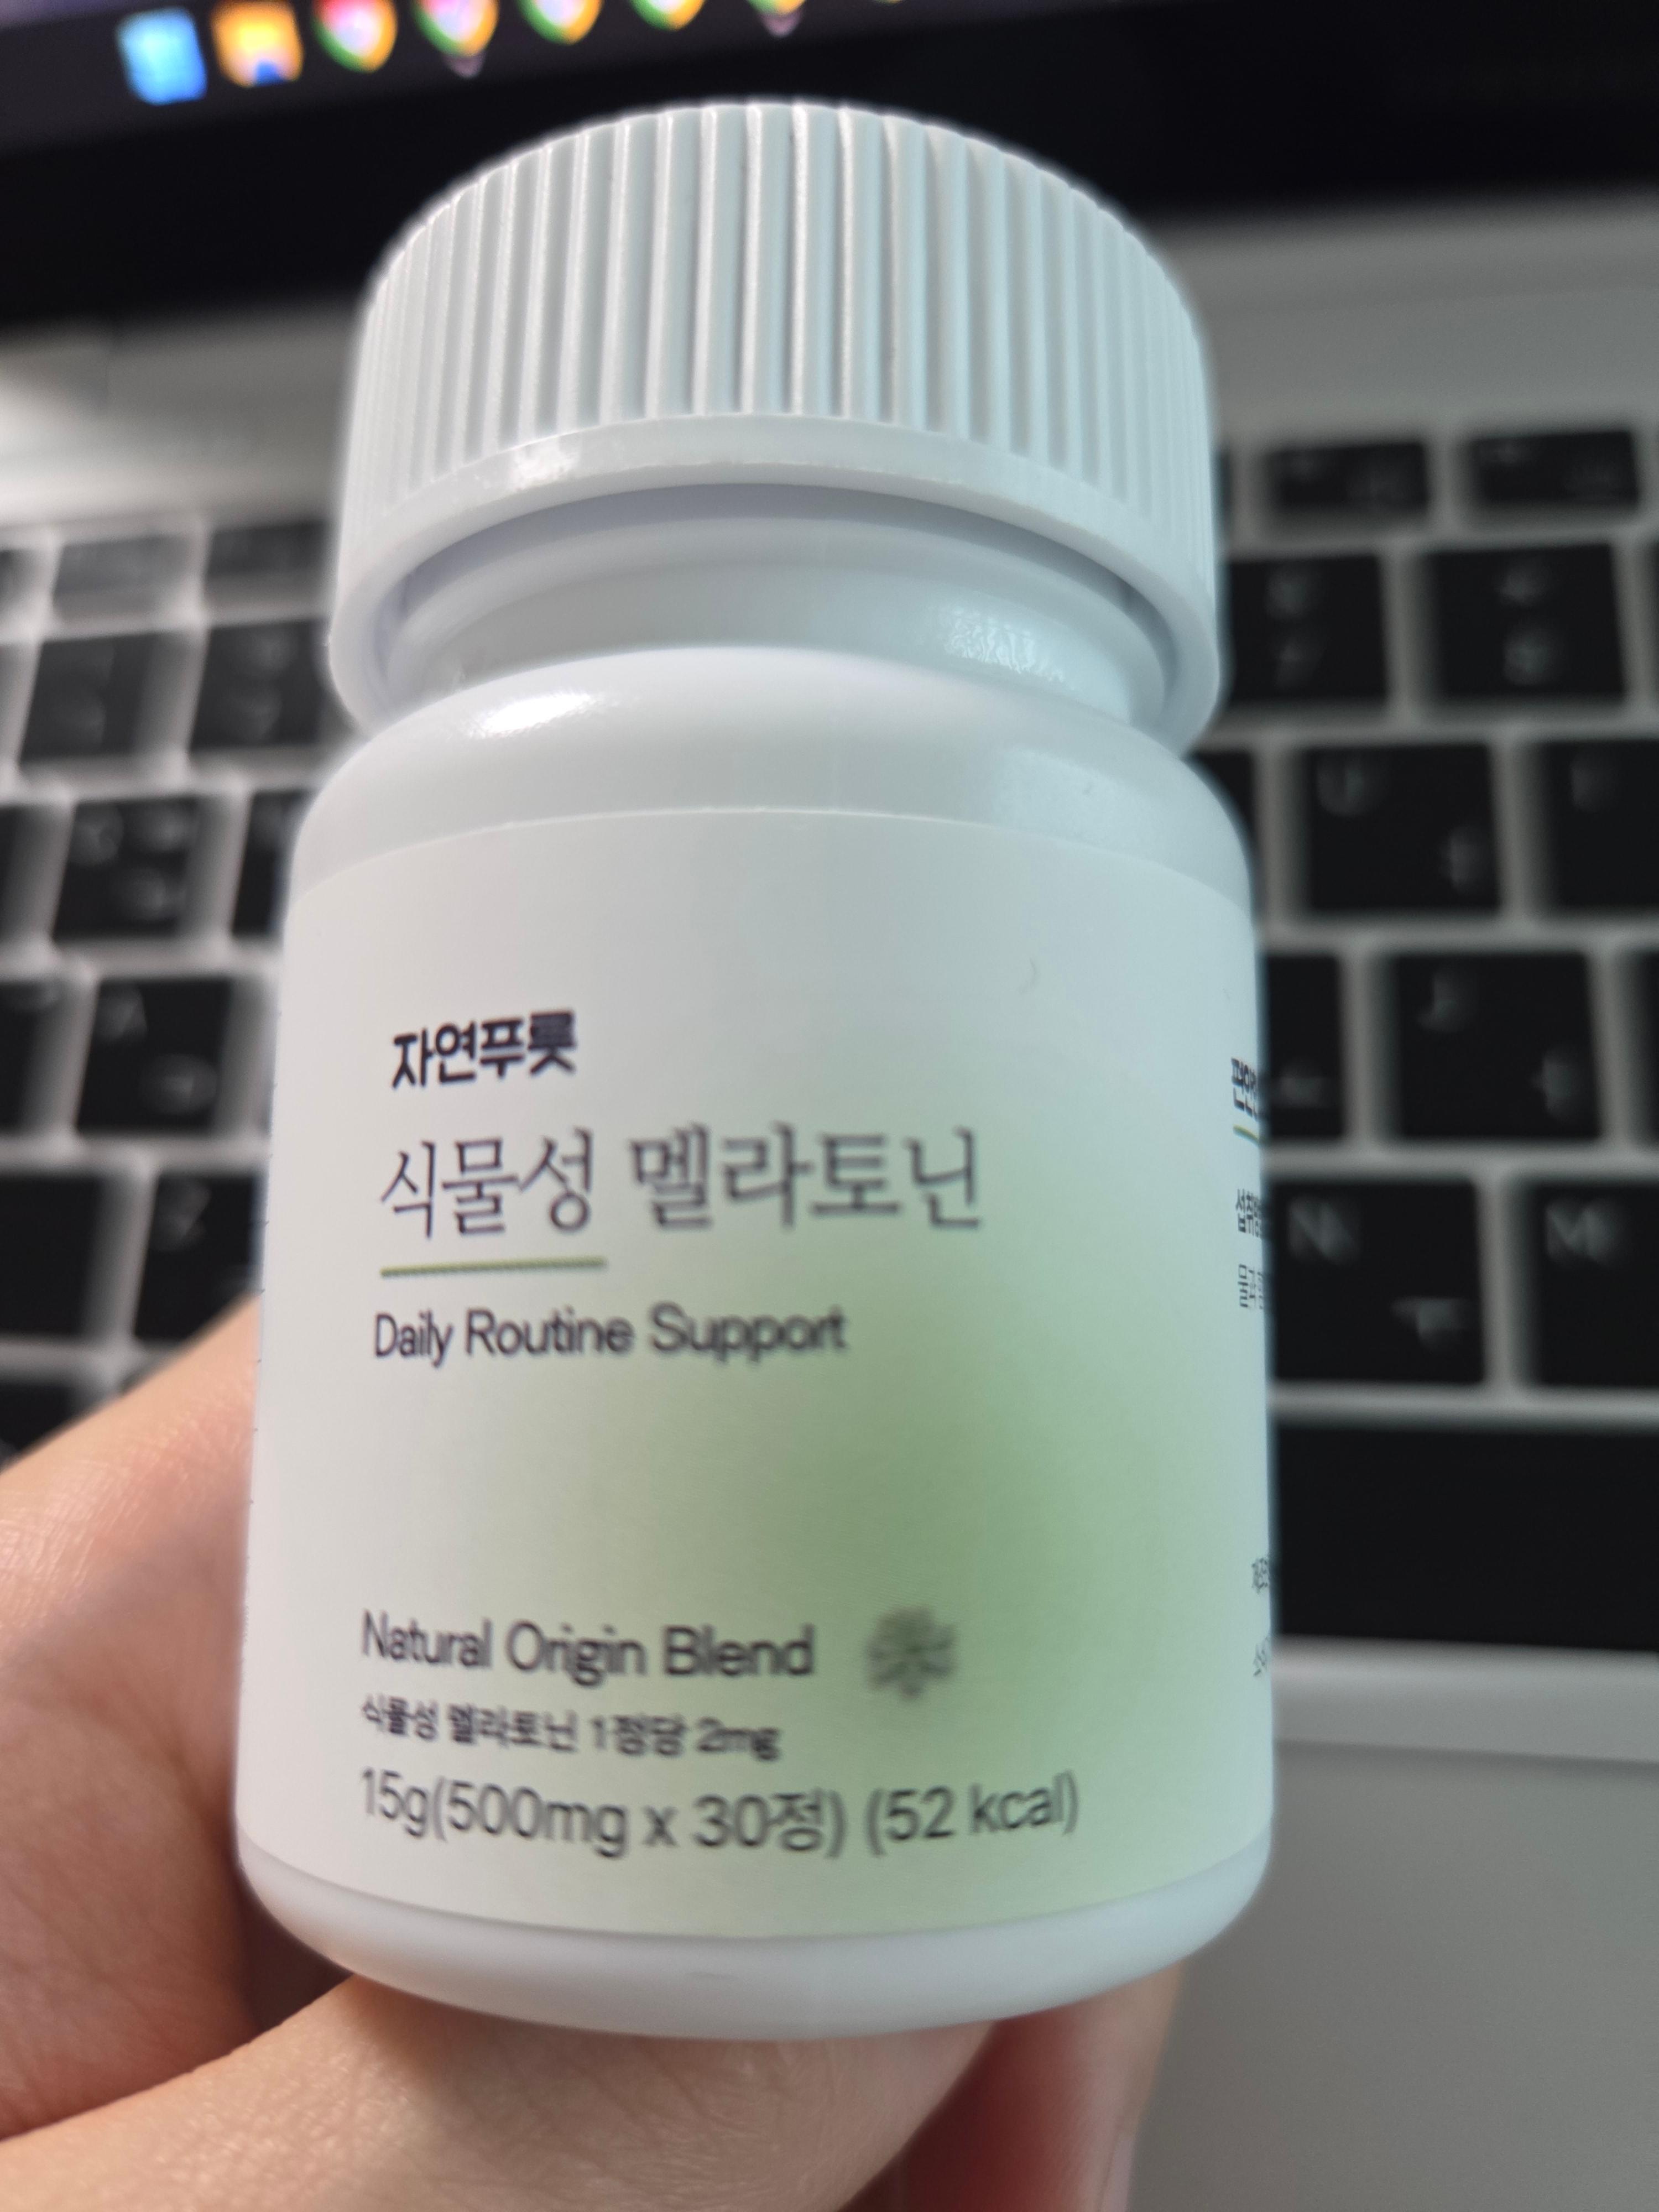 자연푸릇
식물성 멜라토닌
Daily Routine Support
Natural Origin Blend
식물성 멜라토닌 1정당 2mg
15g(500mg x 30정) (52 kcal)
U
N
M